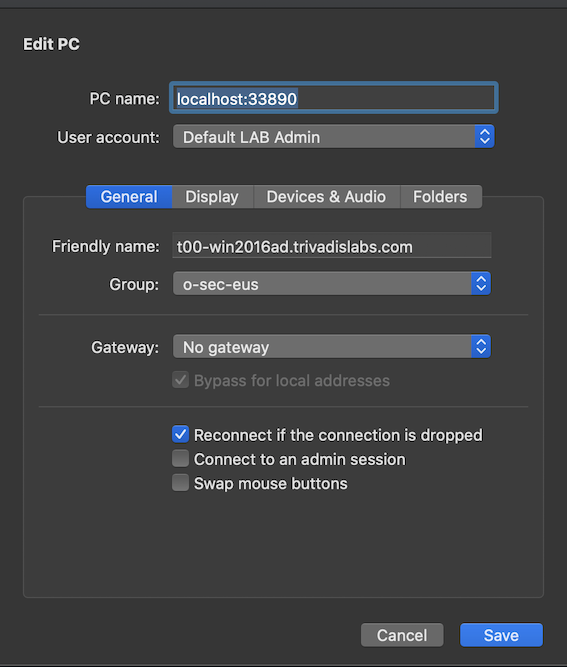 Edit PC
PC name: localhost:33890
User account: Default LAB Admin
General Display Devices & Audio Folders
Friendly name: t00-win2016ad.trivadislabs.com
Group: o-sec-eus
Gateway: No gateway
Bypass for local addresses
Reconnect if the connection is dropped
Connect to an admin session
Swap mouse buttons
Cancel Save